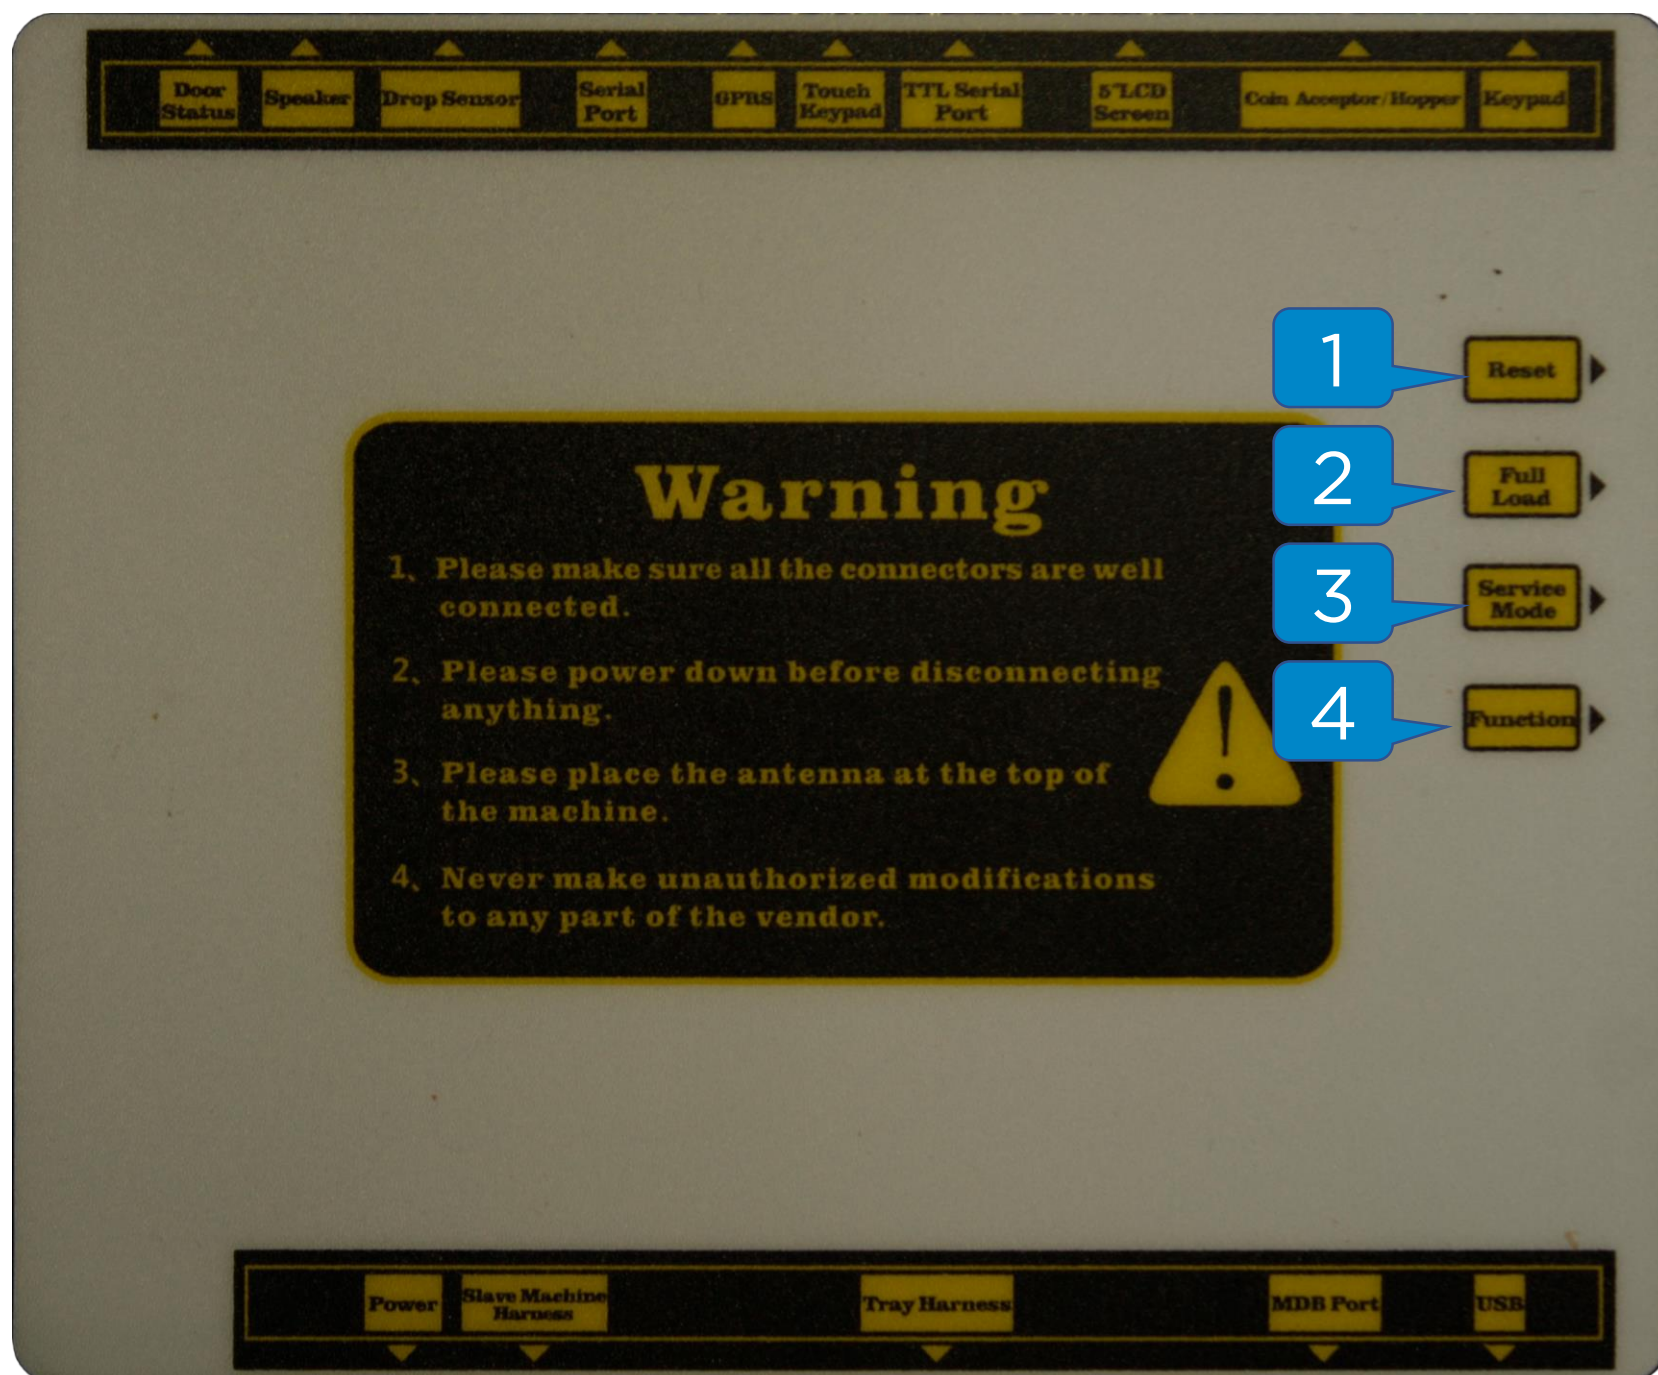 Door
Status
Speaker
Drop Sensor
Serial
Port
GPRS
Touch
Keypad
TTL Serial
Port
5"LCD
Screen
Coin Acceptor/Hopper
Keypad
1
Reset
2
Full
Load
3
Service
Mode
4
Function
Warning
1、Please make sure all the connectors are well
connected.
2、Please power down before disconnecting
anything.
3、Please place the antenna at the top of
the machine.
4、Never make unauthorized modifications
to any part of the vendor.
Power
Slave Machine
Harness
Tray Harness
MDB Port
USB